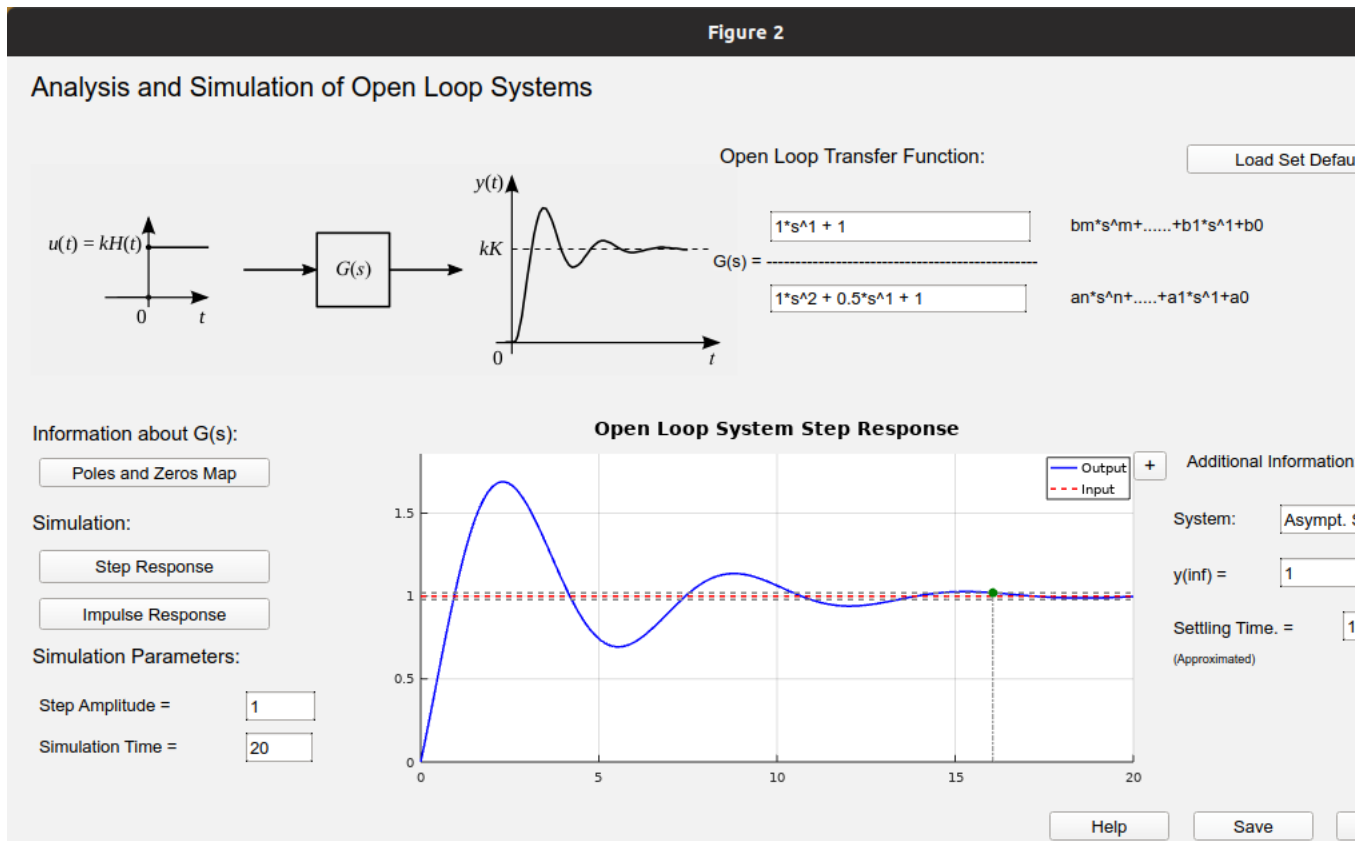 Figure 2
Analysis and Simulation of Open Loop Systems
Open Loop Transfer Function:
Load Set Defau
y(t)
u(t) = kH(t)
kK
G(s)
0
t
0
t
1*s^1 + 1
bm*s^m+......+b1*s^1+b0
G(s) = -----------------------------------------------
1*s^2 + 0.5*s^1 + 1
an*s^n+.....+a1*s^1+a0
Information about G(s):
Poles and Zeros Map
Simulation:
Step Response
Impulse Response
Simulation Parameters:
Step Amplitude =
1
Simulation Time =
20
Open Loop System Step Response
Output
Input
+
1.5
1
0.5
0
0
5
10
15
20
Additional Information
System:
Asympt. S
y(inf) =
1
Settling Time. =
1
(Approximated)
Help
Save